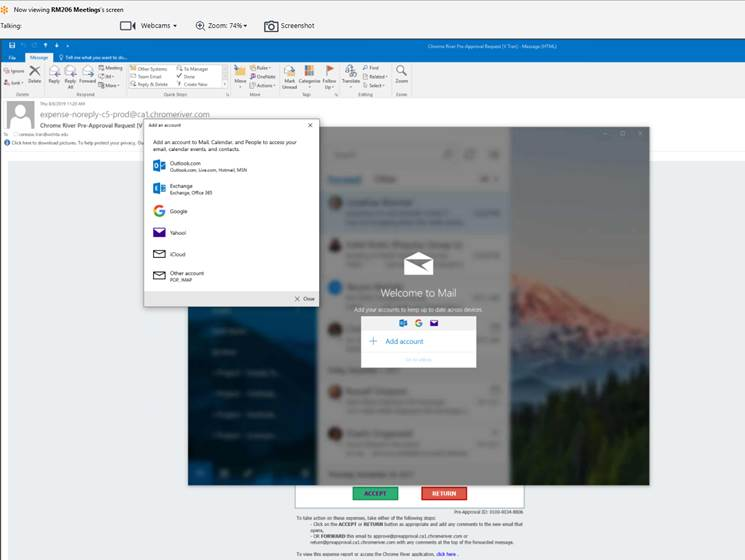 Now viewing RM206 Meetings's screen
Talking:
Webcams
Zoom: 74%
Screenshot
Chrome River Pre-Approval Request [V Tran] - Message (HTML)
File
Message
Tell me what you want to do...
Ignore
Junk
Delete
Reply
Reply All
Forward
Meeting
IM
More
Other Systems
Team Email
Reply & Delete
To Manager
Done
Create New
Move
Rules
OneNote
Actions
Mark Unread
Categorize
Follow Up
Translate
Find
Related
Select
Zoom
Delete
Respond
Quick Steps
Move
Tags
Editing
Zoom
Thu 8/8/2019 11:20 AM
expense-noreply-c5-prod@ca1.chromeriver.com
Chrome River Pre-Approval Request [V
To
Click here to download pictures. To help protect your privacy,
Add an account
Add an account to Mail, Calendar, and People to access your
email, calendar events, and contacts.
Outlook.com
Outlook.com, Live.com, Hotmail, MSN
Exchange
Exchange, Office 365
Google
Yahoo!
iCloud
Other account
POP, IMAP
Close
Welcome to Mail
Add your accounts to keep up to date across devices.
Add account
Go to inbox
ACCEPT
RETURN
Pre-Approval ID: 0100-0034-8806
To take action on these expenses, take either of the following steps:
- Click on the ACCEPT or RETURN button as appropriate and add any comments to the new email that
opens,
- OR FORWARD this email to approve@preapproval.ca1.chromeriver.com or
return@preapproval.ca1.chromeriver.com with any comments at the top of the forwarded message.
To view this expense report or access the Chrome River application, click here .